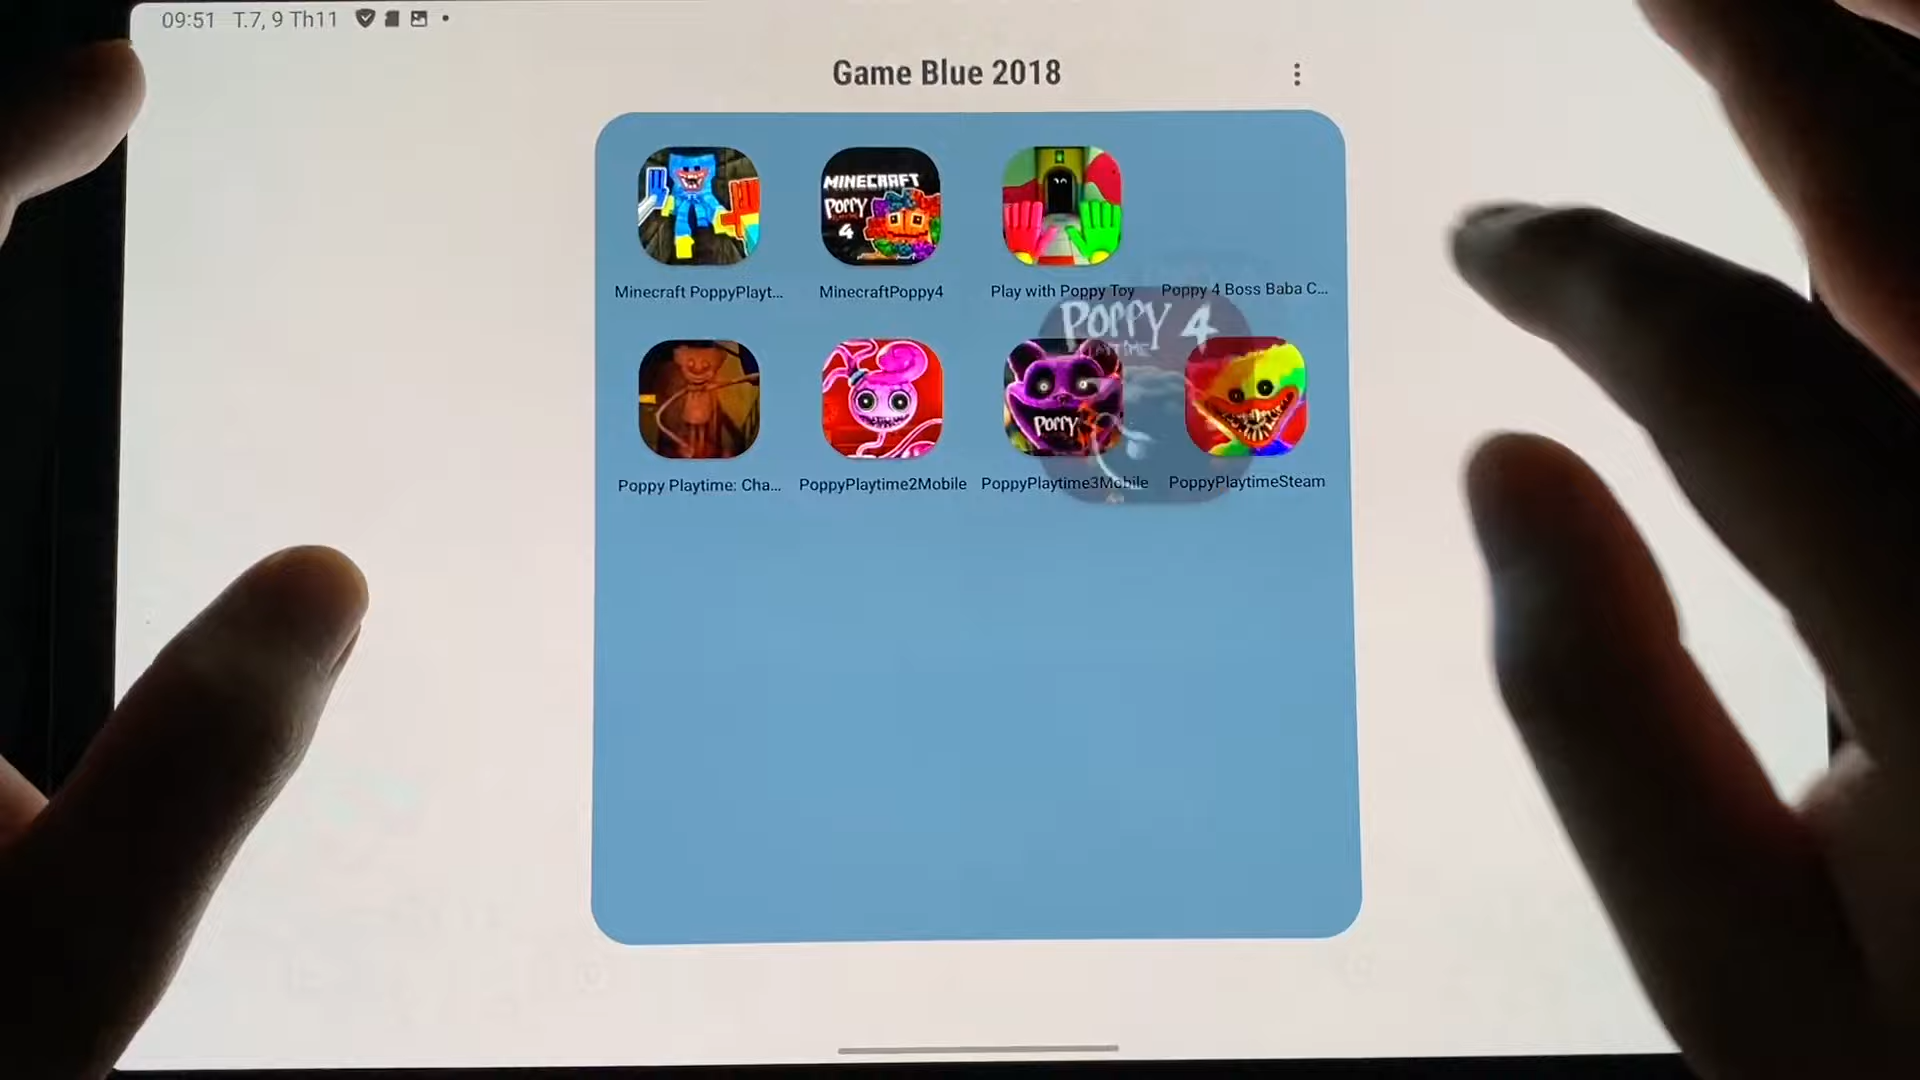 09:51 T.7, 9 Th11
Game Blue 2018
MINECRAFT
POPPY
4
Minecraft PoppyPlayt...
MinecraftPoppy4
Play with Poppy Toy
Poppy 4 Boss Baba C...
POPPY 4
PLAYTIME
POPPY
Poppy Playtime: Cha...
PoppyPlaytime2Mobile
PoppyPlaytime3Mobile
PoppyPlaytimeSteam